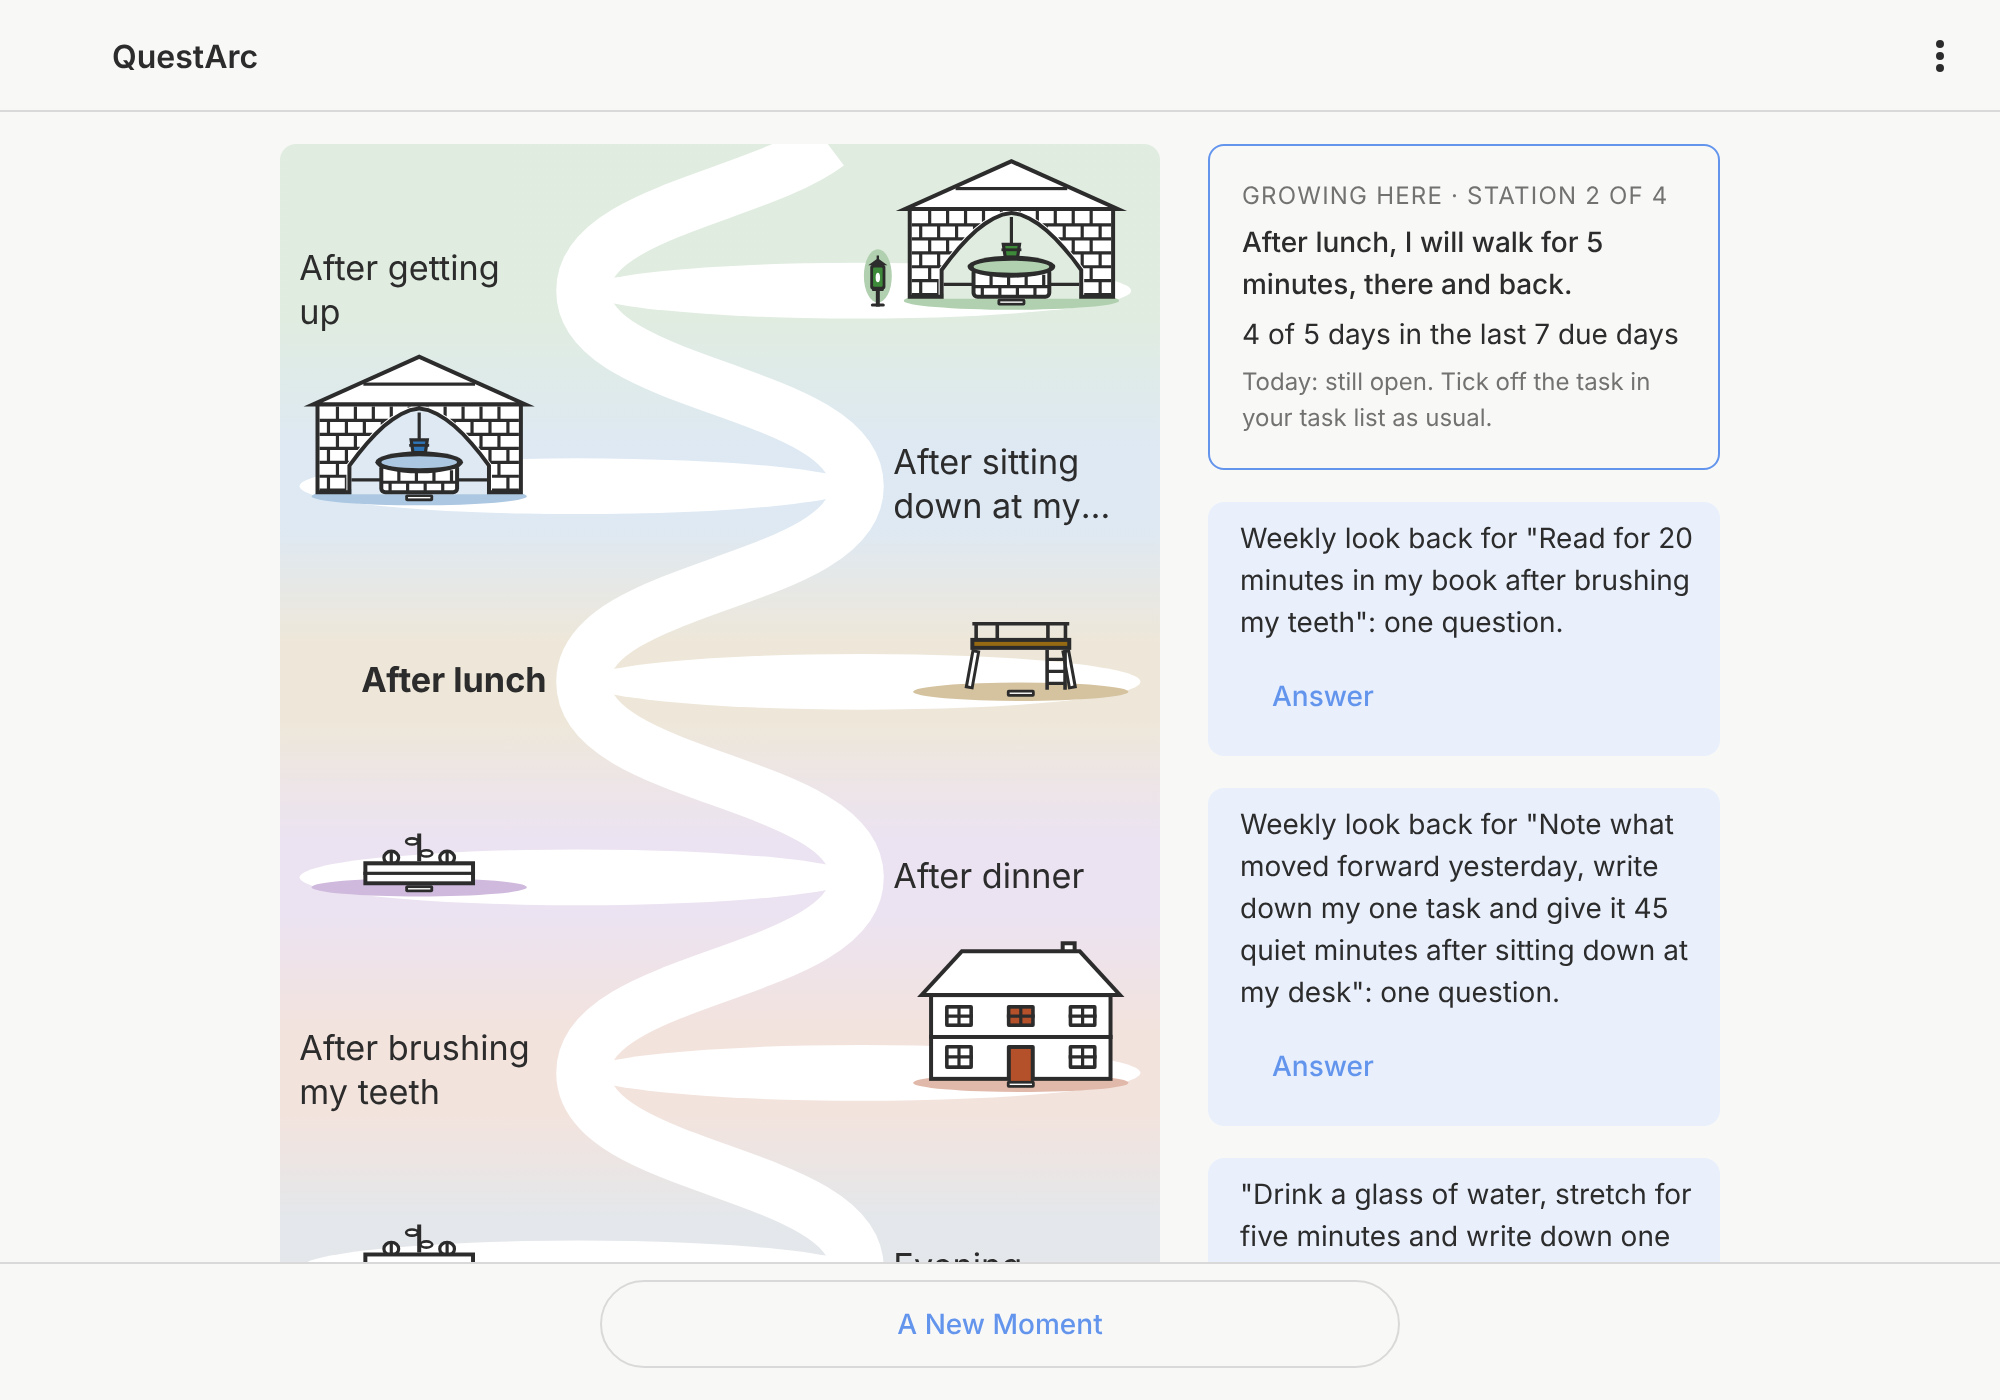 QuestArc
After getting
up
After sitting
down at my...
After lunch
After dinner
After brushing
my teeth
Evening
GROWING HERE · STATION 2 OF 4
After lunch, I will walk for 5
minutes, there and back.
4 of 5 days in the last 7 due days
Today: still open. Tick off the task in
your task list as usual.
Weekly look back for "Read for 20
minutes in my book after brushing
my teeth": one question.
Answer
Weekly look back for "Note what
moved forward yesterday, write
down my one task and give it 45
quiet minutes after sitting down at
my desk": one question.
Answer
"Drink a glass of water, stretch for
five minutes and write down one
A New Moment